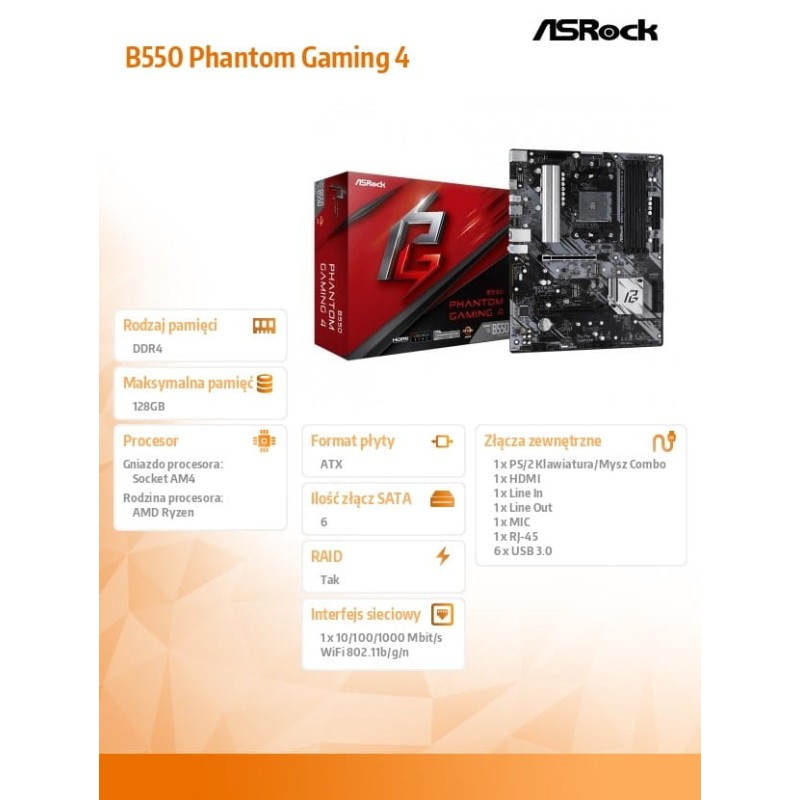 ASRock
B550 Phantom Gaming 4
ASRock
B550
PHANTOM
GAMING 4
B550
PHANTOM
GAMING 4
HDMI
B550
Rodzaj pamięci
DDR4
Maksymalna pamięć
128GB
Procesor
Gniazdo procesora:
Socket AM4
Rodzina procesora:
AMD Ryzen
Format płyty
ATX
Ilość złącz SATA
6
RAID
Tak
Interfejs sieciowy
1 x 10/100/1000 Mbit/s
WiFi 802.11b/g/n
Złącza zewnętrzne
1 x PS/2 Klawiatura/Mysz Combo
1 x HDMI
1 x Line In
1 x Line Out
1 x MIC
1 x RJ-45
6 x USB 3.0